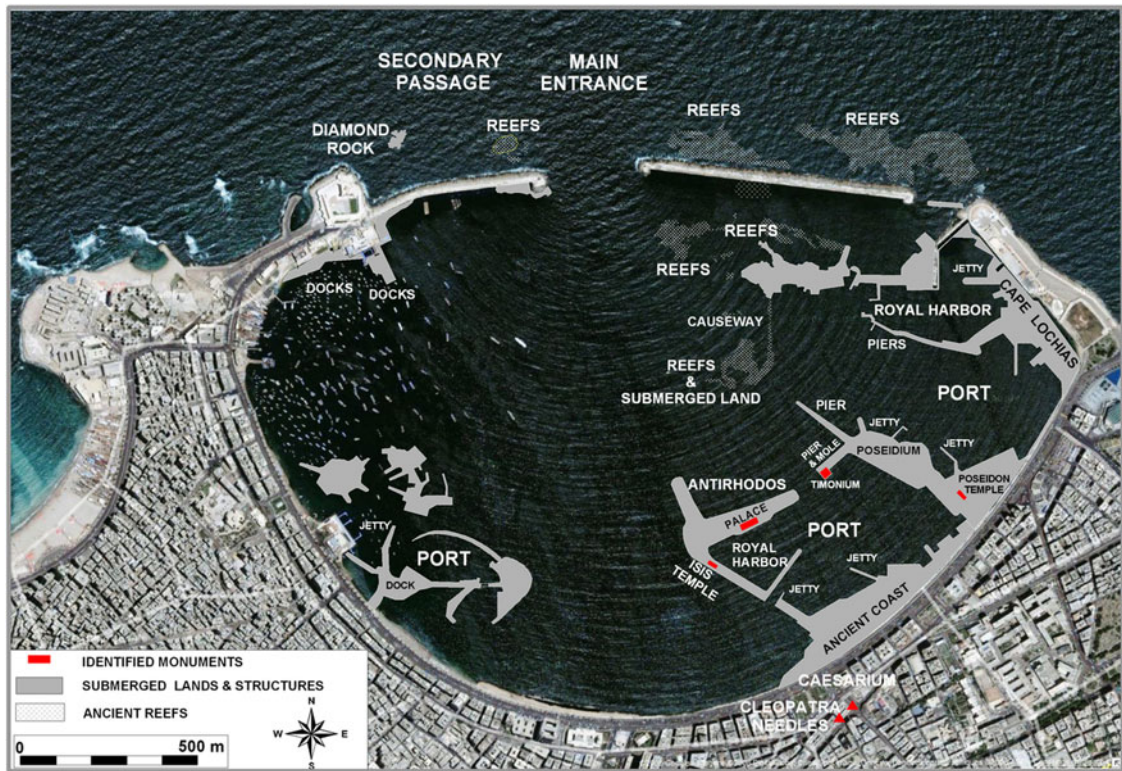 SECONDARY
PASSAGE
MAIN
ENTRANCE
DIAMOND
ROCK
REEFS
REEFS
REEFS
REEFS
REEFS
DOCKS
DOCKS
JETTY
ROYAL HARBOR
CAPE LOCHIAS
CAUSEWAY
PIERS
REEFS
&
SUBMERGED LAND
PORT
PIER
JETTY
POSEIDIUM
JETTY
PIER
& MOLE
TIMONIUM
POSEIDON
TEMPLE
ANTIRHODOS
PALACE
PORT
ROYAL
HARBOR
ISIS
TEMPLE
JETTY
JETTY
ANCIENT COAST
JETTY
PORT
DOCK
CAESARIUM
CLEOPATRA
NEEDLES
IDENTIFIED MONUMENTS
SUBMERGED LANDS & STRUCTURES
ANCIENT REEFS
N
W
E
S
0
500 m